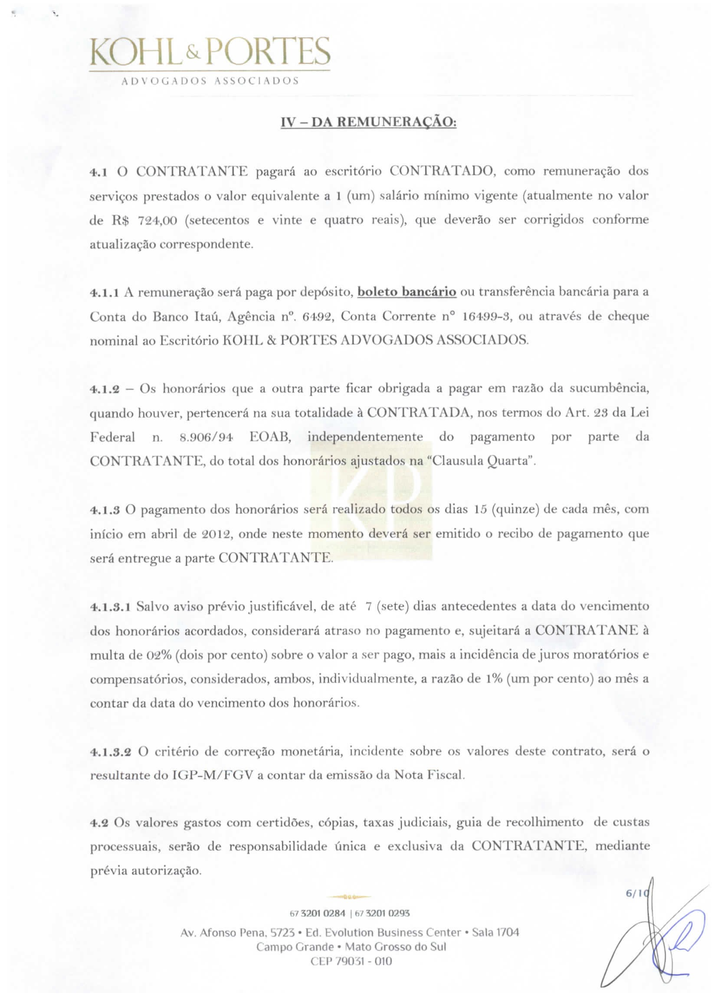 KOHL & PORTES
ADVOGADOS ASSOCIADOS
IV – DA REMUNERAÇÃO:
4.1 O CONTRATANTE pagará ao escritório CONTRATADO, como remuneração dos
serviços prestados o valor equivalente a 1 (um) salário mínimo vigente (atualmente no valor
de R$ 724,00 (setecentos e vinte e quatro reais), que deverão ser corrigidos conforme
atualização correspondente.
4.1.1 A remuneração será paga por depósito, boleto bancário ou transferência bancária para a
Conta do Banco Itaú, Agência nº. 6492, Conta Corrente nº 16499-3, ou através de cheque
nominal ao Escritório KOHL & PORTES ADVOGADOS ASSOCIADOS.
4.1.2 – Os honorários que a outra parte ficar obrigada a pagar em razão da sucumbência,
quando houver, pertencerá na sua totalidade à CONTRATADA, nos termos do Art. 23 da Lei
Federal n. 8.906/94 EOAB, independentemente do pagamento por parte da
CONTRATANTE, do total dos honorários ajustados na “Clausula Quarta”.
KP
4.1.3 O pagamento dos honorários será realizado todos os dias 15 (quinze) de cada mês, com
início em abril de 2012, onde neste momento deverá ser emitido o recibo de pagamento que
será entregue a parte CONTRATANTE.
4.1.3.1 Salvo aviso prévio justificável, de até 7 (sete) dias antecedentes a data do vencimento
dos honorários acordados, considerará atraso no pagamento e, sujeitará a CONTRATANE à
multa de 02% (dois por cento) sobre o valor a ser pago, mais a incidência de juros moratórios e
compensatórios, considerados, ambos, individualmente, a razão de 1% (um por cento) ao mês a
contar da data do vencimento dos honorários.
4.1.3.2 O critério de correção monetária, incidente sobre os valores deste contrato, será o
resultante do IGP-M/FGV a contar da emissão da Nota Fiscal.
4.2 Os valores gastos com certidões, cópias, taxas judiciais, guia de recolhimento de custas
processuais, serão de responsabilidade única e exclusiva da CONTRATANTE, mediante
prévia autorização.
6/10
67 3201 0284 | 67 3201 0293
Av. Afonso Pena, 5723 • Ed. Evolution Business Center • Sala 1704
Campo Grande • Mato Grosso do Sul
CEP 79031 - 010